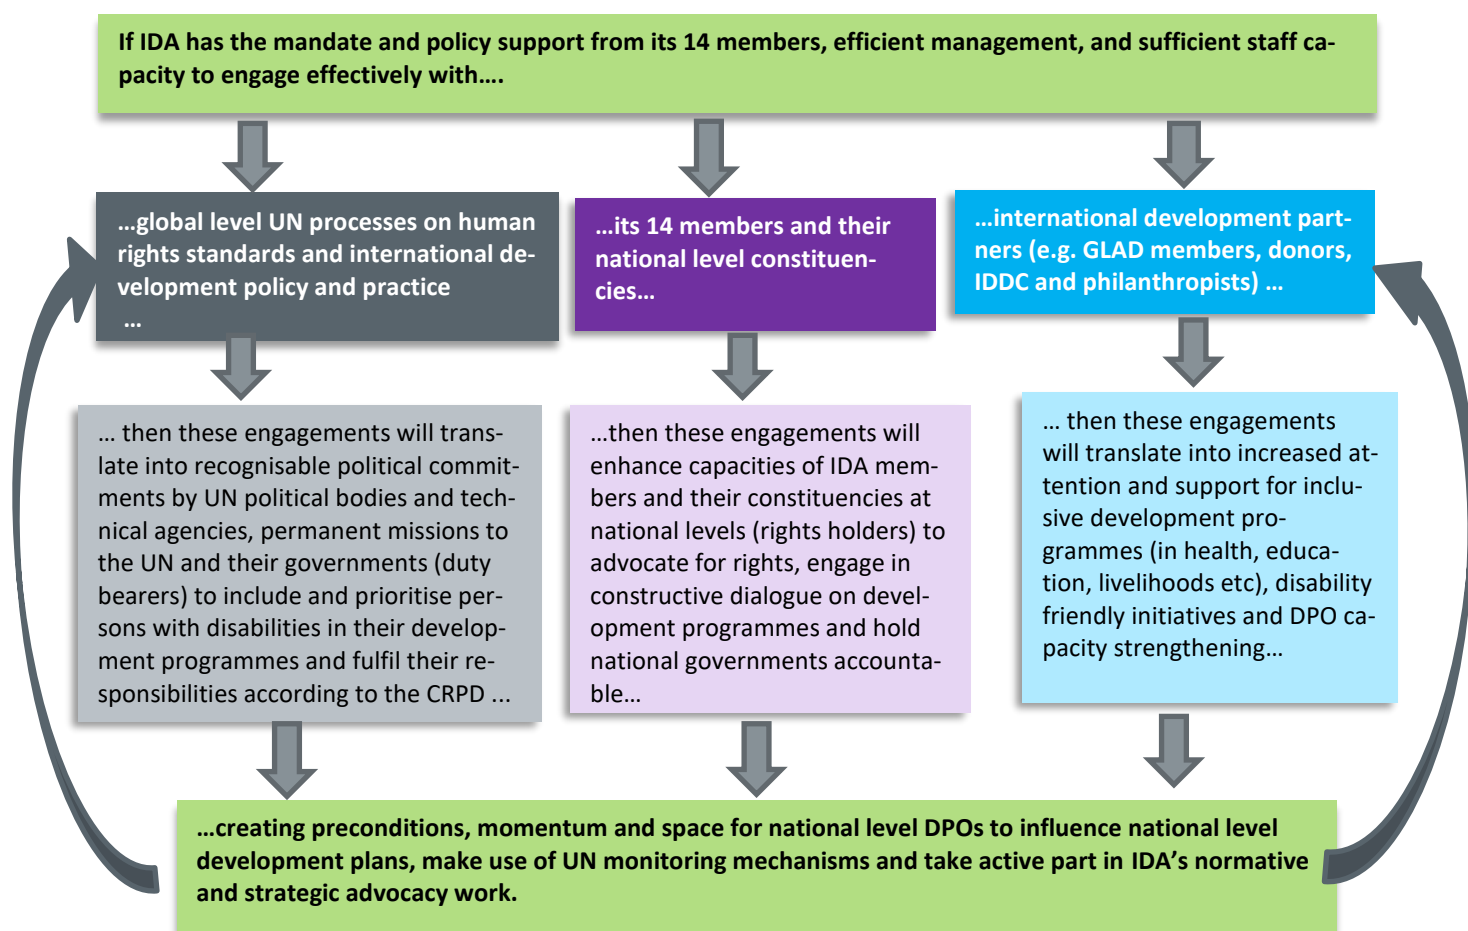 If IDA has the mandate and policy support from its 14 members, efficient management, and sufficient staff ca-
pacity to engage effectively with….
…global level UN processes on human
rights standards and international de-
velopment policy and practice
…
…its 14 members and their
national level constituen-
cies…
…international development part-
ners (e.g. GLAD members, donors,
IDDC and philanthropists) …
… then these engagements will trans-
late into recognisable political commit-
ments by UN political bodies and tech-
nical agencies, permanent missions to
the UN and their governments (duty
bearers) to include and prioritise per-
sons with disabilities in their develop-
ment programmes and fulfil their re-
sponsibilities according to the CRPD ...
…then these engagements will
enhance capacities of IDA mem-
bers and their constituencies at
national levels (rights holders) to
advocate for rights, engage in
constructive dialogue on devel-
opment programmes and hold
national governments accounta-
ble…
… then these engagements
will translate into increased at-
tention and support for inclu-
sive development pro-
grammes (in health, educa-
tion, livelihoods etc), disability
friendly initiatives and DPO ca-
pacity strengthening…
…creating preconditions, momentum and space for national level DPOs to influence national level
development plans, make use of UN monitoring mechanisms and take active part in IDA’s normative
and strategic advocacy work.